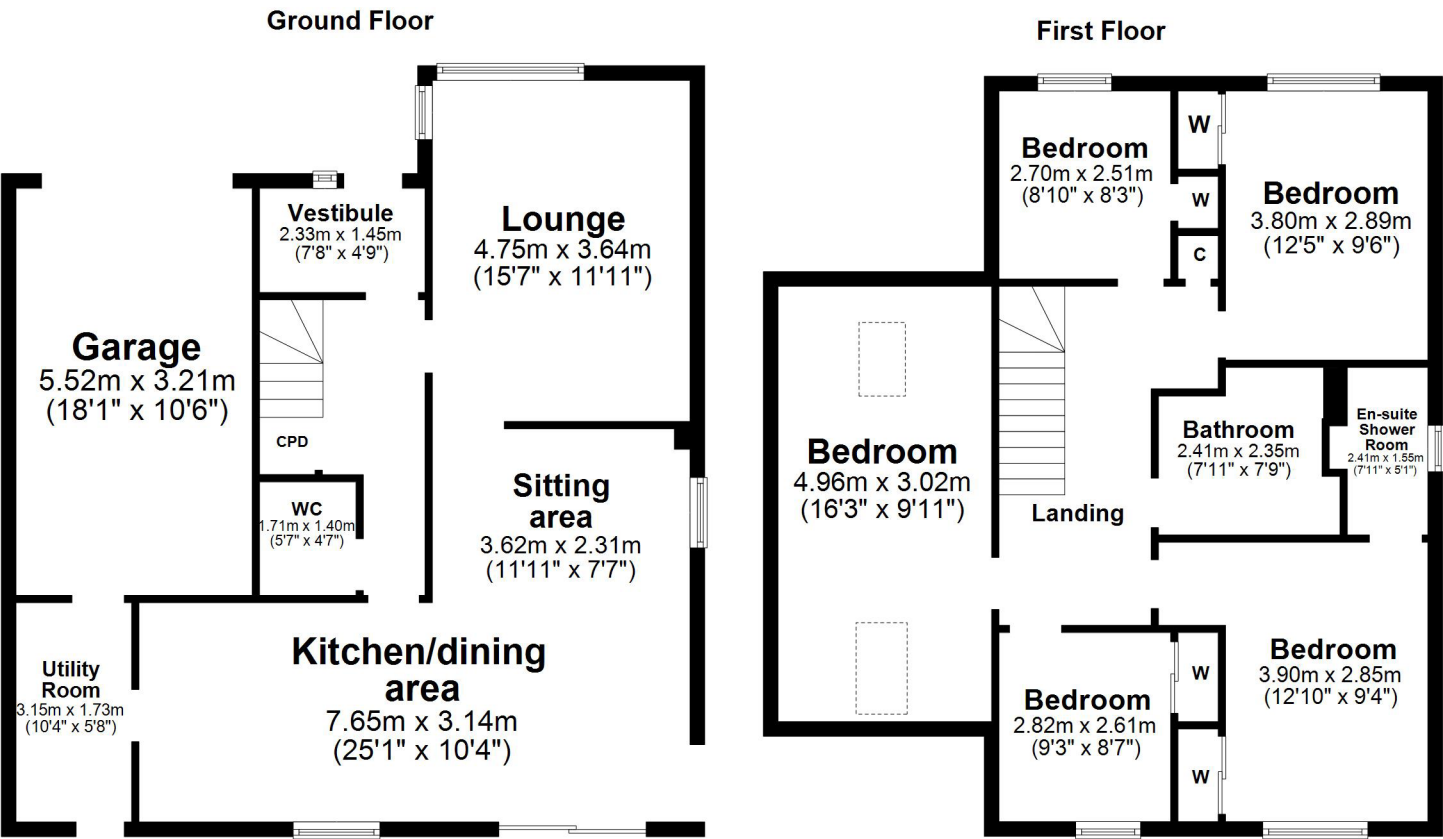 Ground Floor
Vestibule
2.33m x 1.45m
(7'8" x 4'9")
Lounge
4.75m x 3.64m
(15'7" x 11'11")
Garage
5.52m x 3.21m
(18'1" x 10'6")
CPD
WC
1.71m x 1.40m
(5'7" x 4'7")
Sitting
area
3.62m x 2.31m
(11'11" x 7'7")
Kitchen/dining
area
7.65m x 3.14m
(25'1" x 10'4")
Utility
Room
3.15m x 1.73m
(10'4" x 5'8")
First Floor
Bedroom
2.70m x 2.51m
(8'10" x 8'3")
W
W
C
Bedroom
3.80m x 2.89m
(12'5" x 9'6")
Bedroom
4.96m x 3.02m
(16'3" x 9'11")
Landing
Bathroom
2.41m x 2.35m
(7'11" x 7'9")
En-suite
Shower
Room
2.41m x 1.55m
(7'11" x 5'1")
Bedroom
2.82m x 2.61m
(9'3" x 8'7")
W
W
Bedroom
3.90m x 2.85m
(12'10" x 9'4")